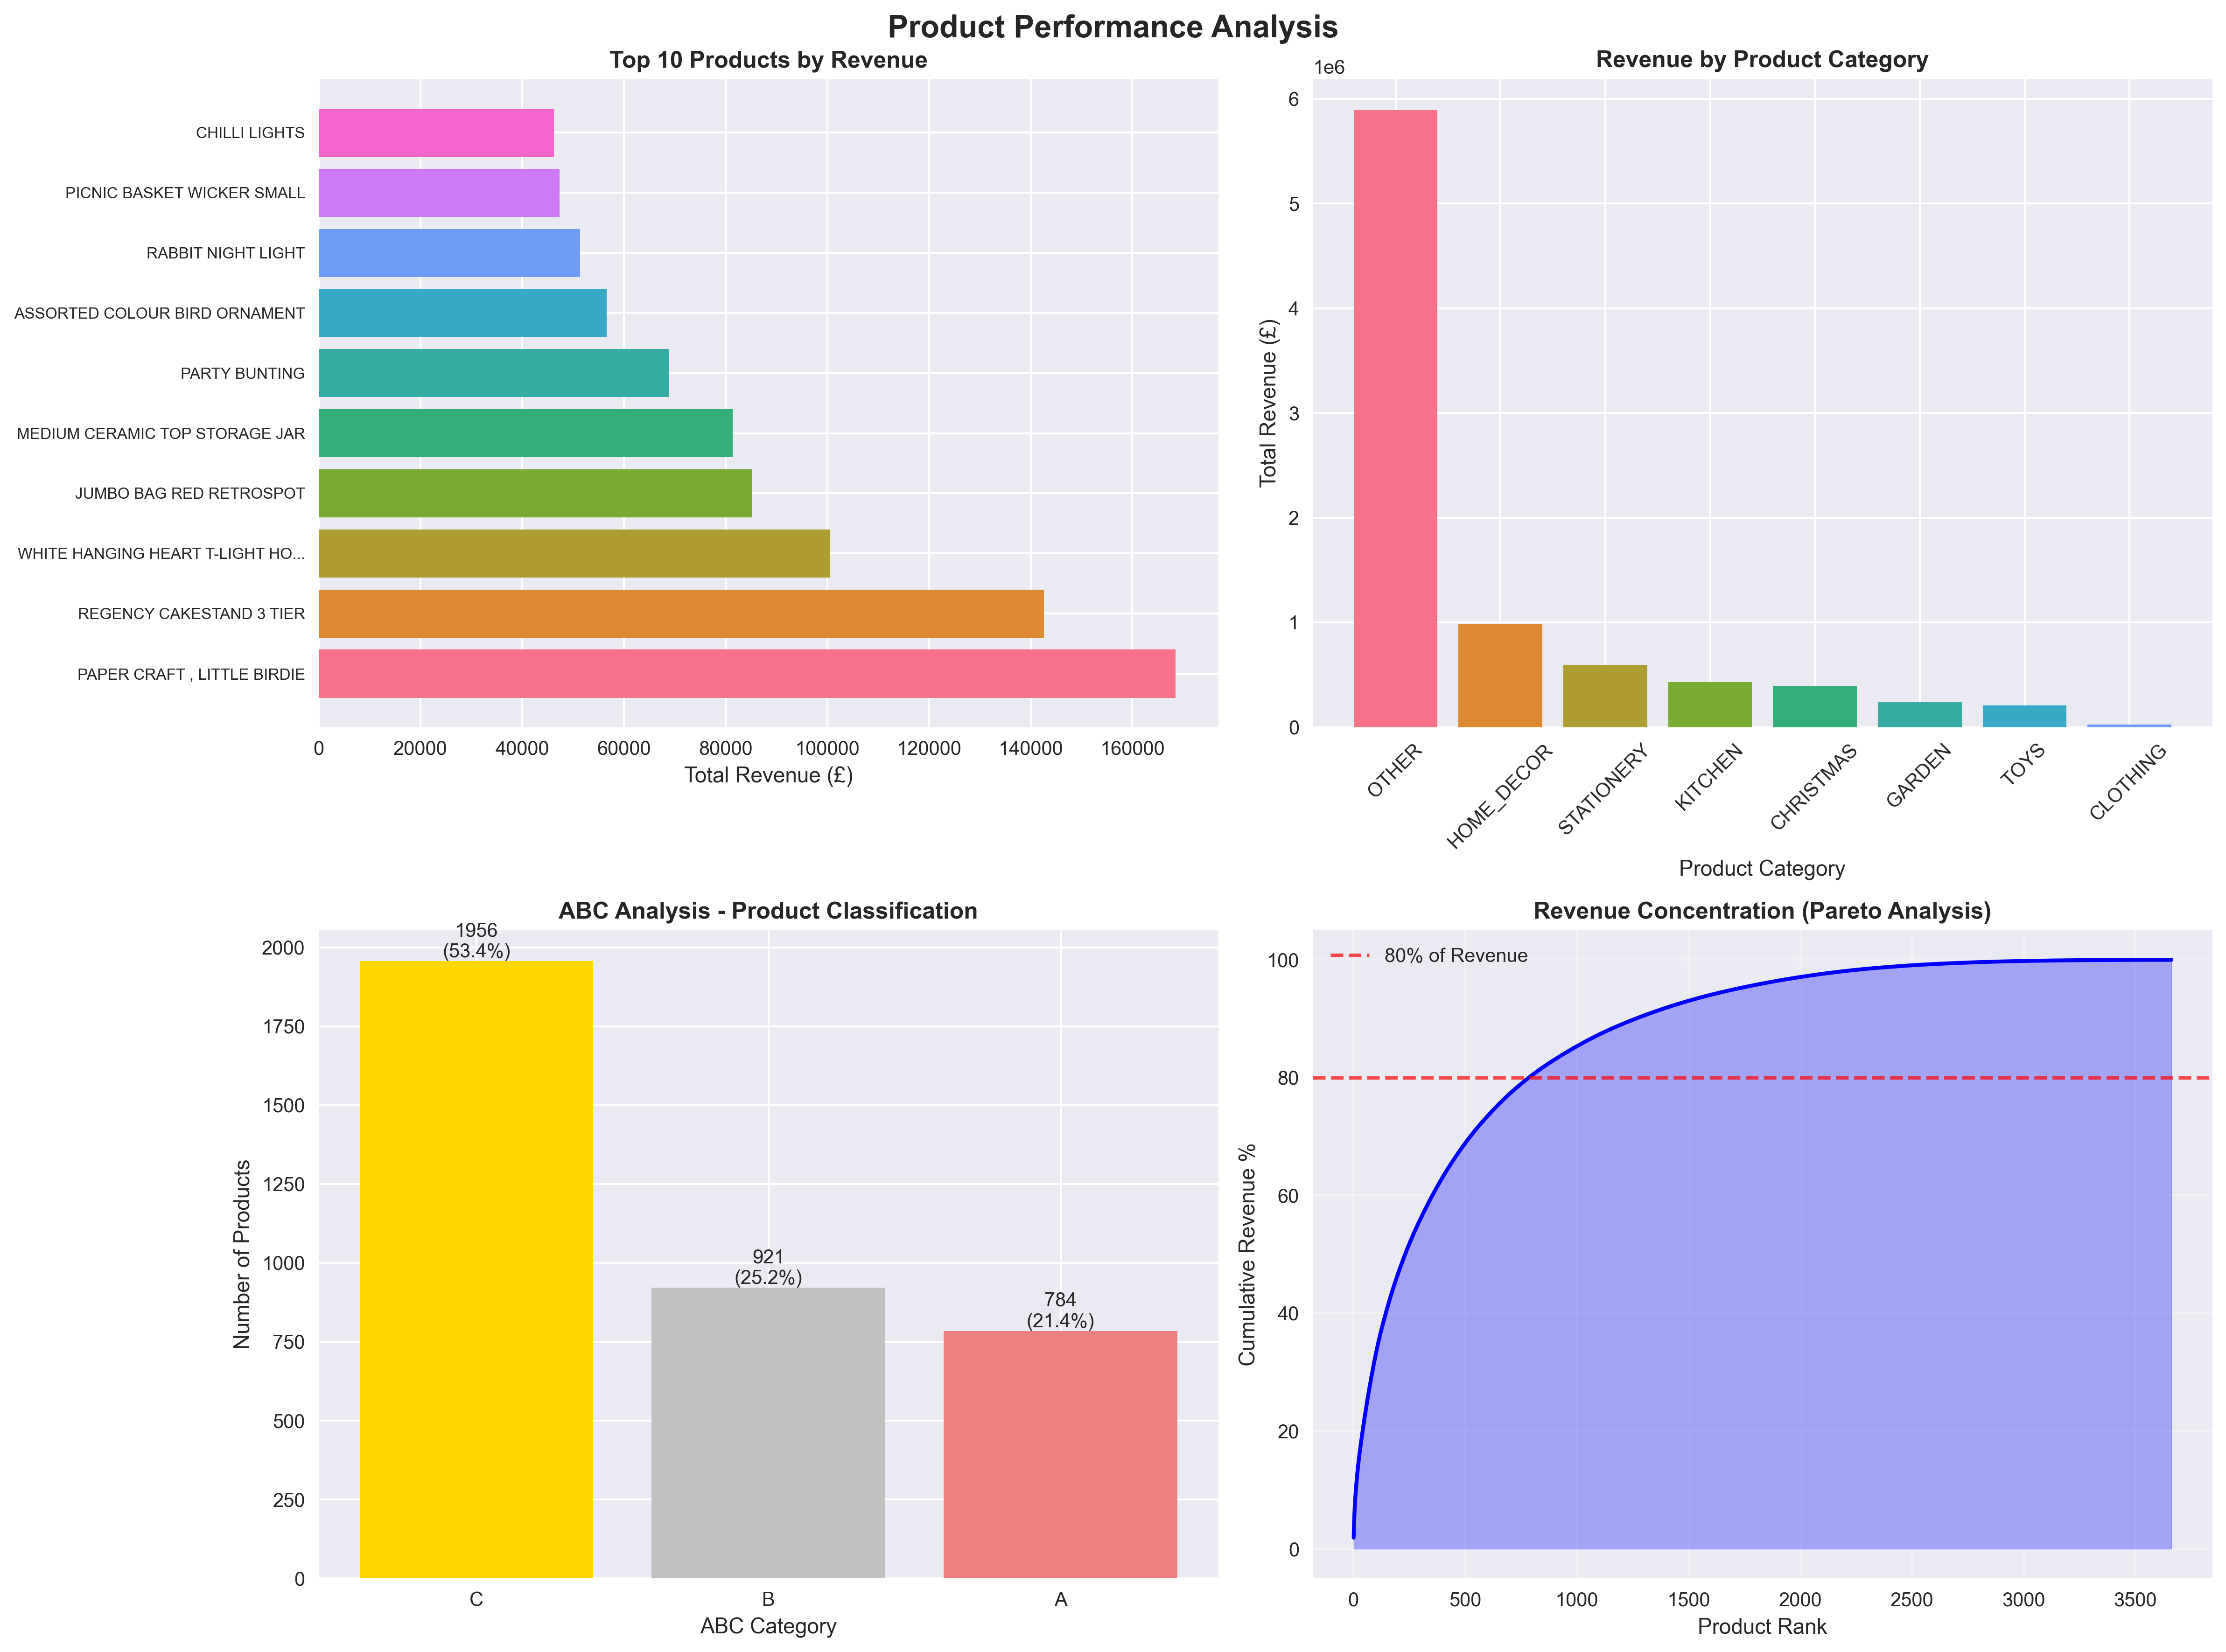 Product Performance Analysis
Top 10 Products by Revenue
CHILLI LIGHTS
PICNIC BASKET WICKER SMALL
RABBIT NIGHT LIGHT
ASSORTED COLOUR BIRD ORNAMENT
PARTY BUNTING
MEDIUM CERAMIC TOP STORAGE JAR
JUMBO BAG RED RETROSPOT
WHITE HANGING HEART T-LIGHT HO...
REGENCY CAKESTAND 3 TIER
PAPER CRAFT , LITTLE BIRDIE
0 20000 40000 60000 80000 100000 120000 140000 160000
Total Revenue (£)
Revenue by Product Category
1e6
6
5
4
3
2
1
0
Total Revenue (£)
OTHER
HOME_DECOR
STATIONERY
KITCHEN
CHRISTMAS
GARDEN
TOYS
CLOTHING
Product Category
ABC Analysis - Product Classification
2000
1750
1500
1250
1000
750
500
250
0
Number of Products
1956
(53.4%)
921
(25.2%)
784
(21.4%)
C B A
ABC Category
Revenue Concentration (Pareto Analysis)
80% of Revenue
100
80
60
40
20
0
Cumulative Revenue %
0 500 1000 1500 2000 2500 3000 3500
Product Rank